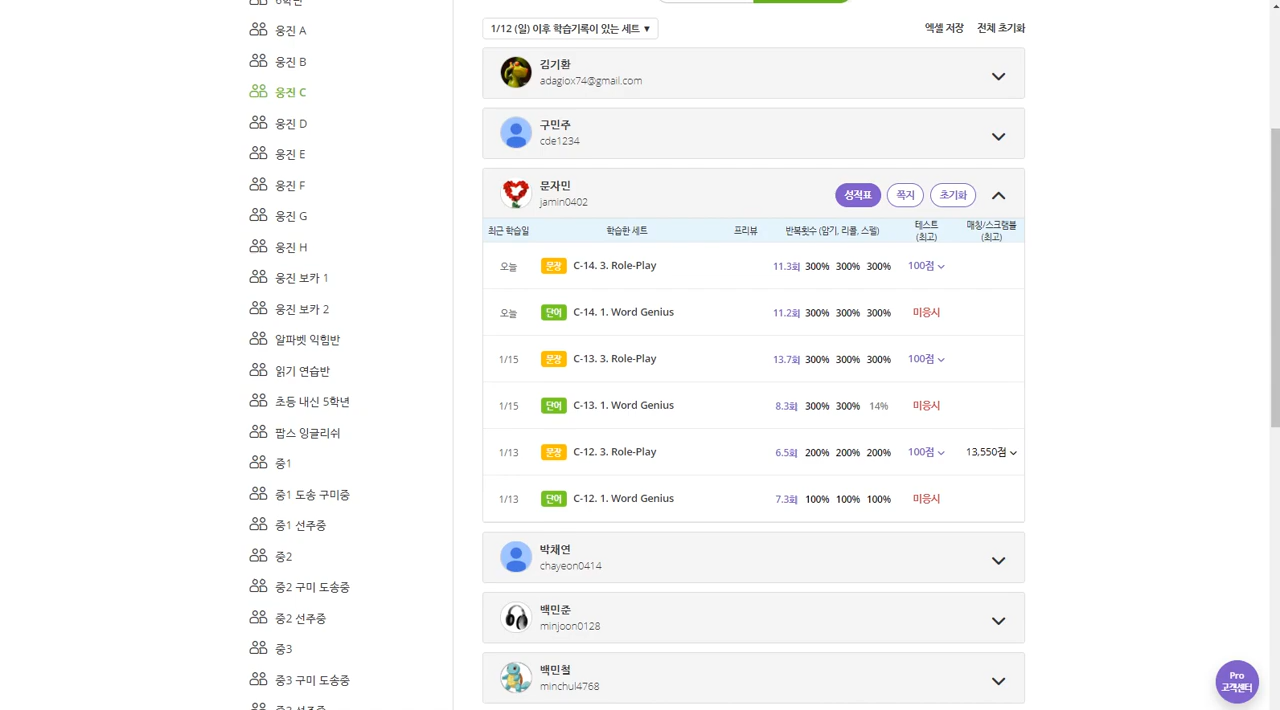 6학년
웅진 A
웅진 B
웅진 C
웅진 D
웅진 E
웅진 F
웅진 G
웅진 H
웅진 보카 1
웅진 보카 2
알파벳 익힘반
읽기 연습반
초등 내신 5학년
팝스 잉글리쉬
중1
중1 도송 구미중
중1 선주중
중2
중2 구미 도송중
중2 선주중
중3
중3 구미 도송중
중3 선주중
1/12 (일) 이후 학습기록이 있는 세트 ▼
엑셀 저장 전체 초기화
김기환
adagiox74@gmail.com
구민주
cde1234
문자민
jamin0402
성적표 쪽지 초기화
최근 학습일 학습한 세트 프리뷰 반복횟수 (암기, 리콜, 스펠) 테스트 (최고) 매칭/스크램블 (최고)
오늘 문장 C-14. 3. Role-Play 11.3회 300% 300% 300% 100점
오늘 단어 C-14. 1. Word Genius 11.2회 300% 300% 300% 미응시
1/15 문장 C-13. 3. Role-Play 13.7회 300% 300% 300% 100점
1/15 단어 C-13. 1. Word Genius 8.3회 300% 300% 14% 미응시
1/13 문장 C-12. 3. Role-Play 6.5회 200% 200% 200% 100점 13,550점
1/13 단어 C-12. 1. Word Genius 7.3회 100% 100% 100% 미응시
박채연
chayeon0414
백민준
minjoon0128
백민철
minchul4768
Pro
고객센터